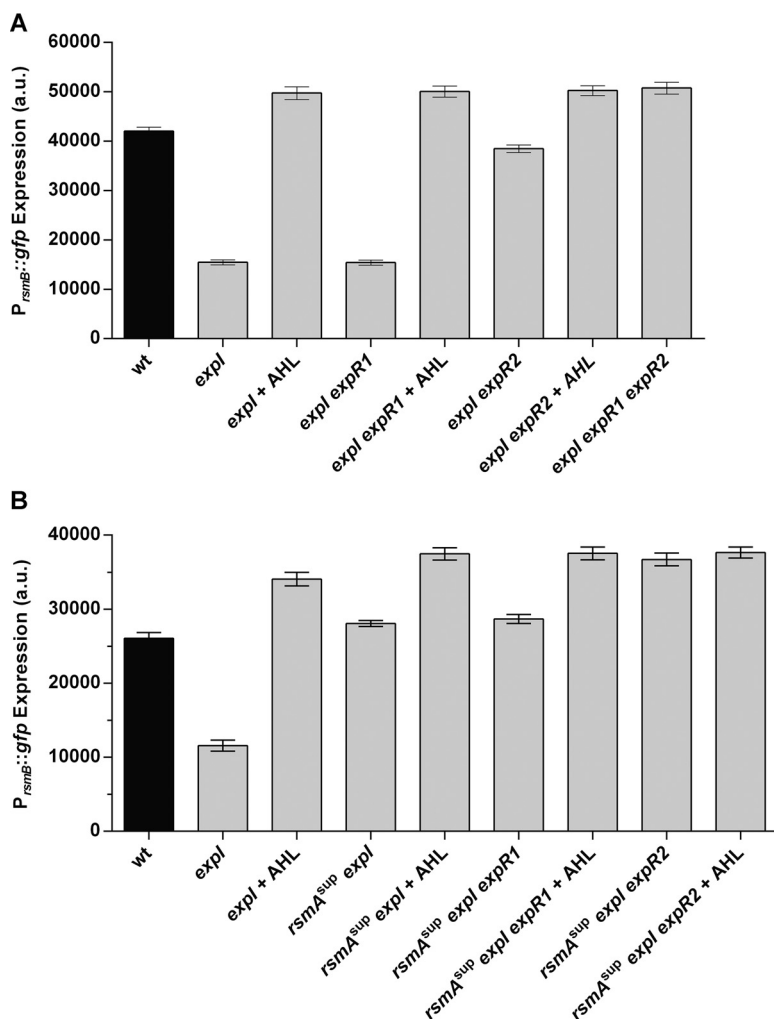 A
P rsmB::gfp Expression (a.u.)
60000
50000
40000
30000
20000
10000
0
wt
expI
expI + AHL
expI expR1
expI expR1 + AHL
expI expR2
expI expR2 + AHL
expI expR1 expR2
B
P rsmB::gfp Expression (a.u.)
40000
30000
20000
10000
0
wt
expI
expI + AHL
rsmA sup expI
rsmA sup expI + AHL
rsmA sup expI expR1
rsmA sup expI expR1 + AHL
rsmA sup expI expR2
rsmA sup expI expR2 + AHL